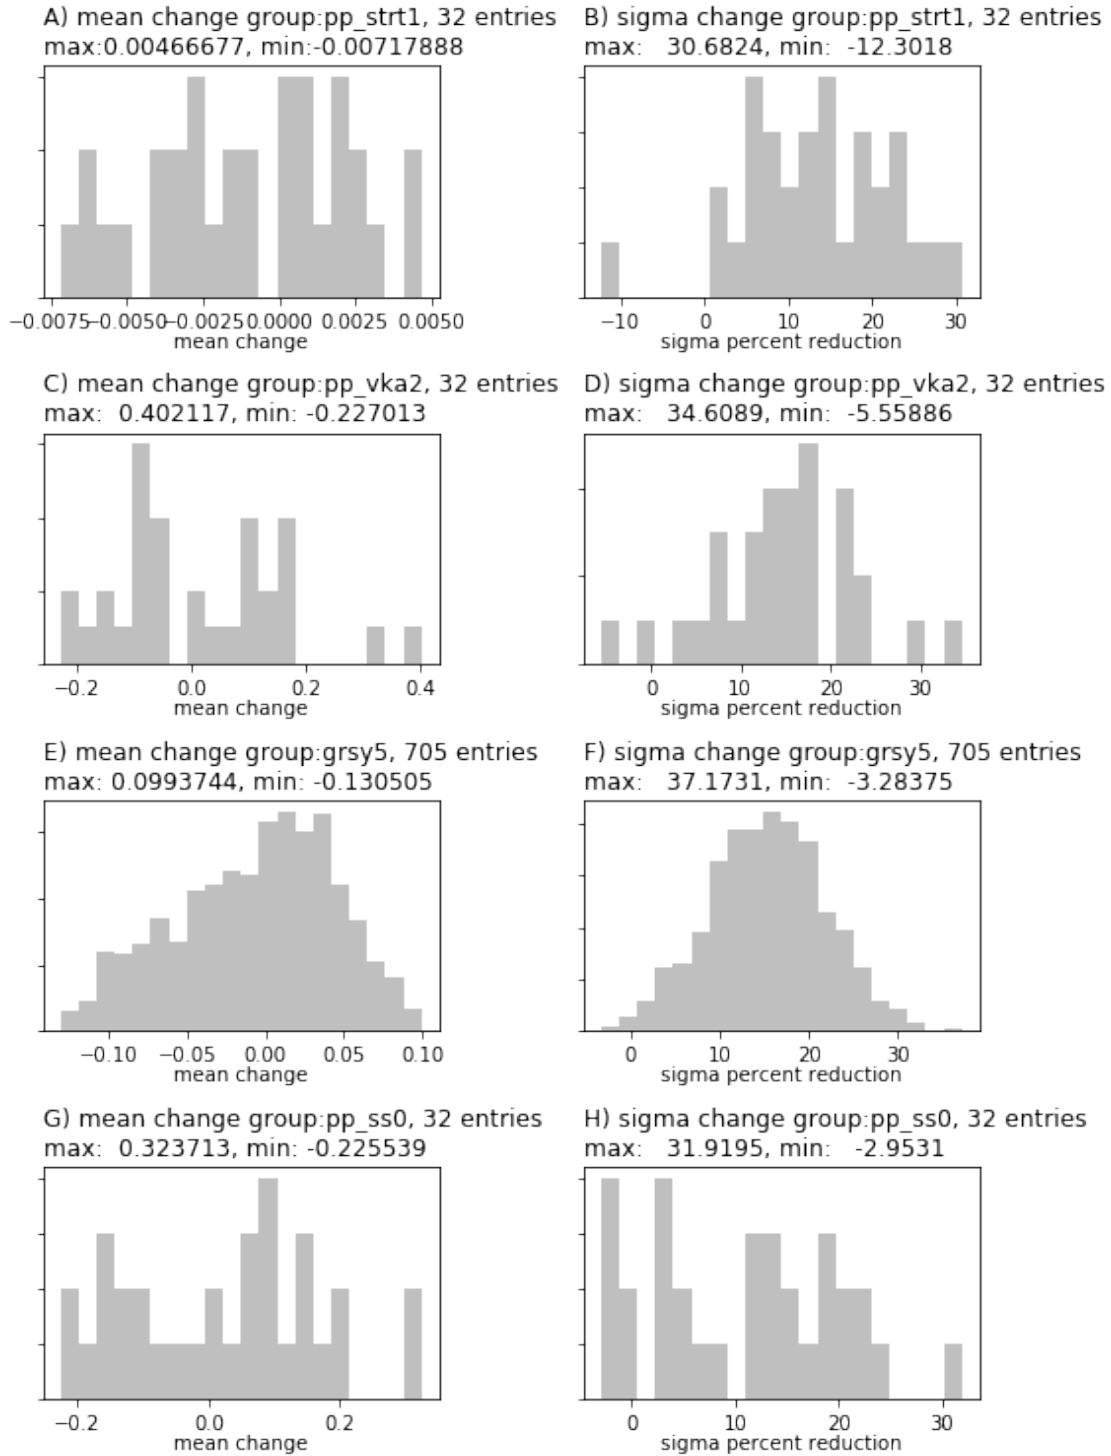 A) mean change group:pp_strt1, 32 entries
max:0.00466677, min:-0.00717888
−0.0075 −0.0050 −0.0025 0.0000 0.0025 0.0050
mean change
B) sigma change group:pp_strt1, 32 entries
max:   30.6824, min:  -12.3018
−10 0 10 20 30
sigma percent reduction
C) mean change group:pp_vka2, 32 entries
max:  0.402117, min: -0.227013
−0.2 0.0 0.2 0.4
mean change
D) sigma change group:pp_vka2, 32 entries
max:   34.6089, min:  -5.55886
0 10 20 30
sigma percent reduction
E) mean change group:grsy5, 705 entries
max: 0.0993744, min: -0.130505
−0.10 −0.05 0.00 0.05 0.10
mean change
F) sigma change group:grsy5, 705 entries
max:   37.1731, min:  -3.28375
0 10 20 30
sigma percent reduction
G) mean change group:pp_ss0, 32 entries
max:  0.323713, min: -0.225539
−0.2 0.0 0.2
mean change
H) sigma change group:pp_ss0, 32 entries
max:   31.9195, min:   -2.9531
0 10 20 30
sigma percent reduction